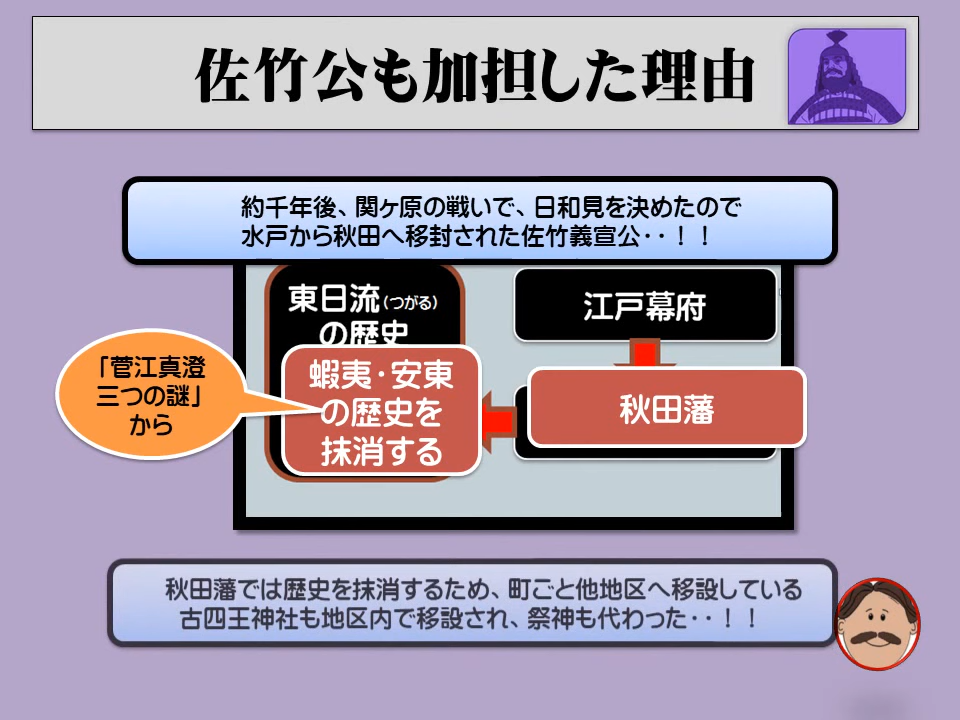 佐竹公も加担した理由
約千年後、関ヶ原の戦いで、日和見を決めたので
水戸から秋田へ移封された佐竹義宣公・・！！
東日流(つがる)
の歴史
江戸幕府
「菅江真澄
三つの謎」
から
蝦夷・安東
の歴史を
抹消する
秋田藩
秋田藩では歴史を抹消するため、町ごと他地区へ移設している
古四王神社も地区内で移設され、祭神も代わった・・！！